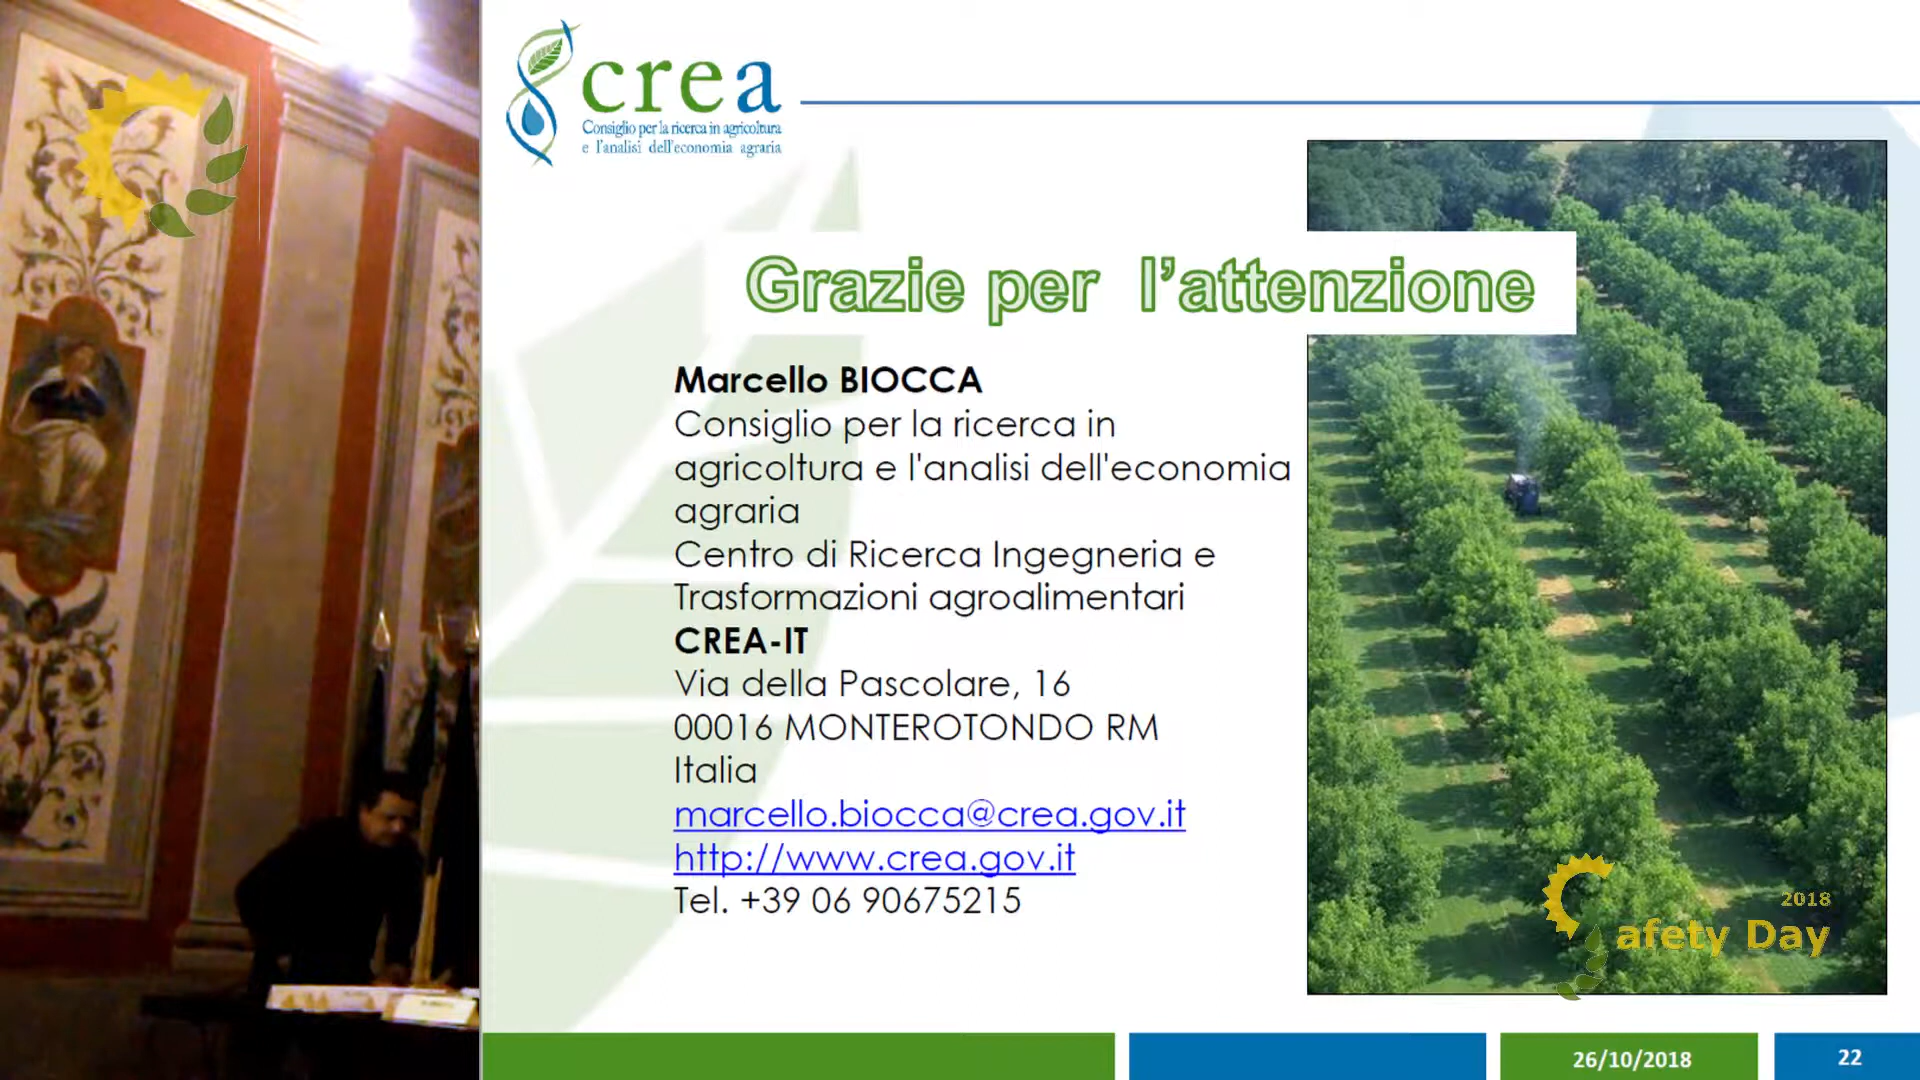 crea
Consiglio per la ricerca in agricoltura
e l'analisi dell'economia agraria
Grazie per l'attenzione
Marcello BIOCCA
Consiglio per la ricerca in
agricoltura e l'analisi dell'economia
agraria
Centro di Ricerca Ingegneria e
Trasformazioni agroalimentari
CREA-IT
Via della Pascolare, 16
00016 MONTEROTONDO RM
Italia
marcello.biocca@crea.gov.it
http://www.crea.gov.it
Tel. +39 06 90675215
2018
afety Day
26/10/2018
22